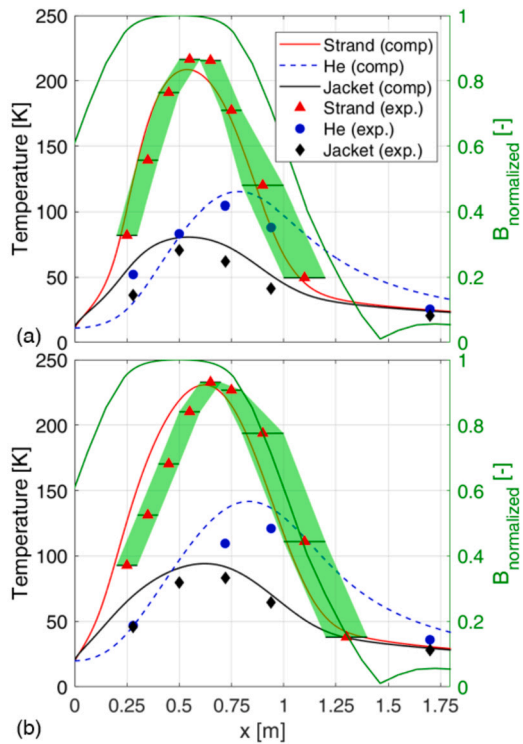 250
200
150
100
50
0
Temperature [K]
(a)
Strand (comp)
He (comp)
Jacket (comp)
Strand (exp.)
He (exp.)
Jacket (exp.)
1
0.8
0.6
0.4
0.2
0
Bnormalized [-]
250
200
150
100
50
0
Temperature [K]
(b)
1
0.8
0.6
0.4
0.2
0
Bnormalized [-]
0 0.25 0.5 0.75 1 1.25 1.5 1.75
x [m]